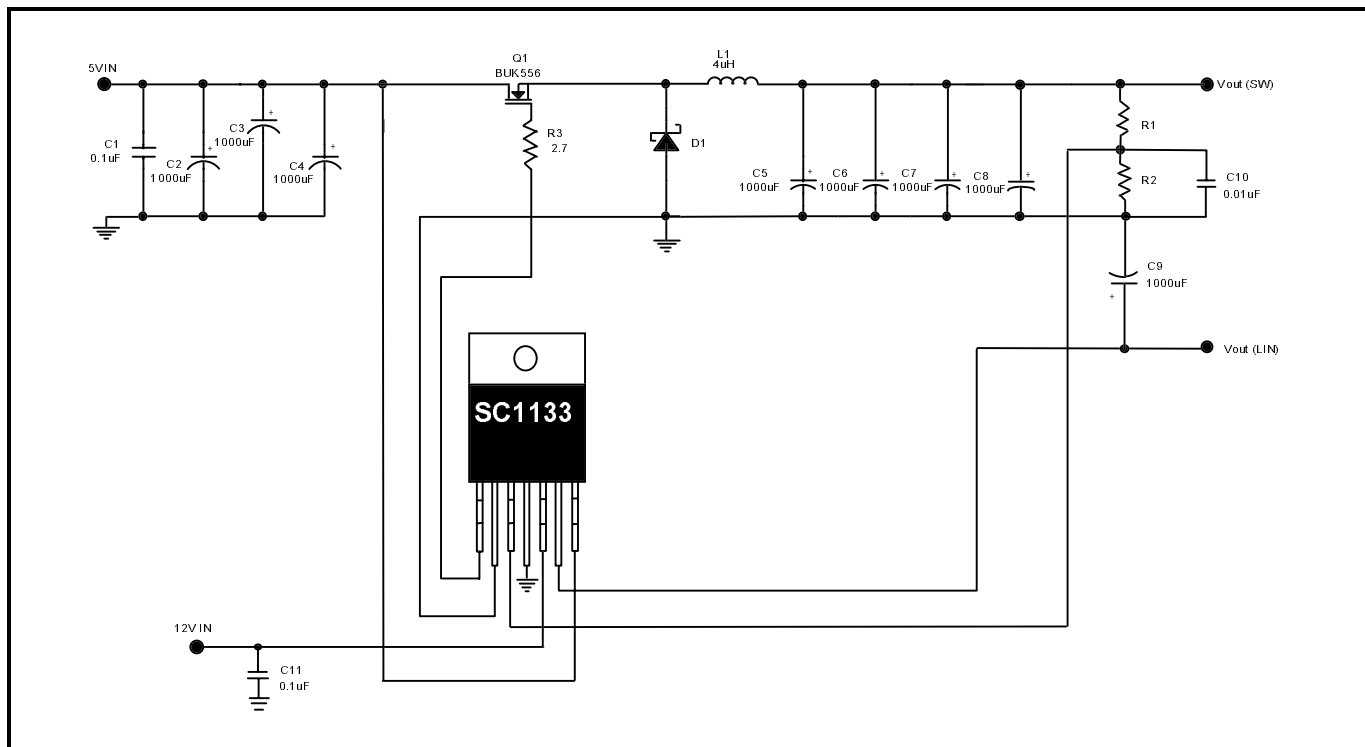 5VIN
Q1
BUK556
L1
4uH
Vout (SW)
C1
0.1uF
C2
1000uF
+
C3
1000uF
+
C4
1000uF
+
R3
2.7
D1
C5
1000uF
+
C6
1000uF
+
C7
1000uF
+
C8
1000uF
+
R1
R2
C10
0.01uF
C9
1000uF
+
Vout (LIN)
SC1133
12V IN
C11
0.1uF